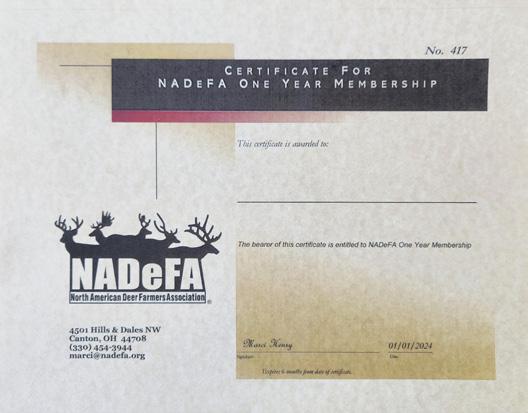 No. 417
CERTIFICATE FOR
NADEFA ONE YEAR MEMBERSHIP
This certificate is awarded to:
The bearer of this certificate is entitled to NADeFA One Year Membership
NADeFA
North American Deer Farmers Association®
4501 Hills & Dales NW
Canton, OH 44708
(330) 454-3944
marci@nadefa.org
Marci Henry 01/01/2024
Signature Date
Expires 6 months from date of certificate.